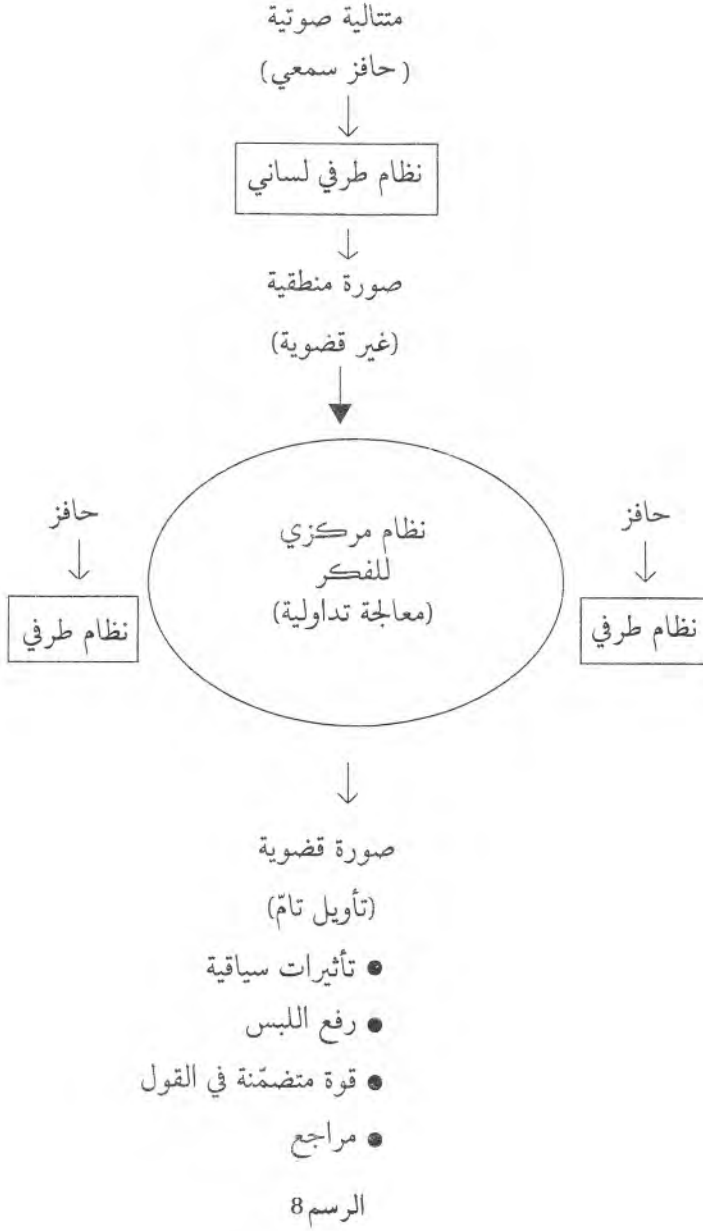 متتالية صوتية
(حافز سمعي)
نظام طرفي لساني
صورة منطقية
(غير قضوية)
حافز
نظام طرفي
نظام مركزي
للفكر
(معالجة تداولية)
حافز
نظام طرفي
صورة قضوية
(تأويل تامّ)
• تأثيرات سياقية
• رفع اللبس
• قوة متضمّنة في القول
• مراجع
الرسم 8